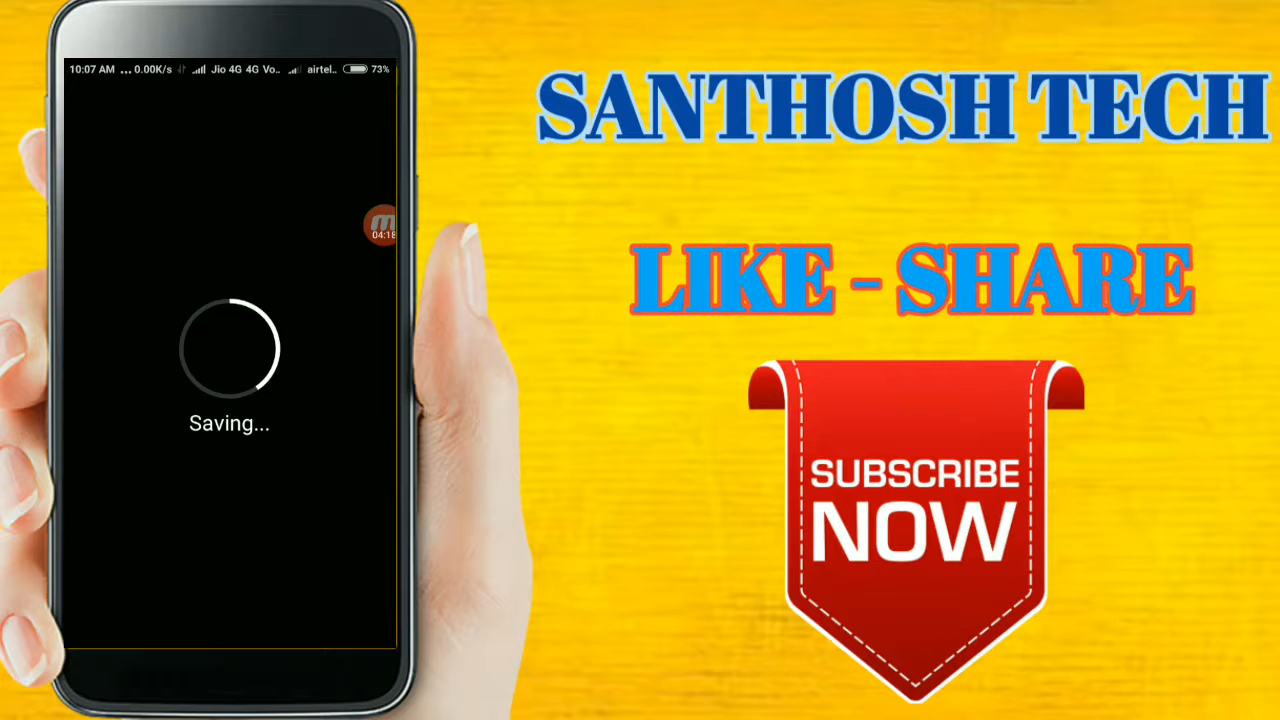 10:07 AM ... 0.00K/s Jio 4G 4G Vo.. airtel.. 73%
SANTHOSH TECH
04:18
LIKE - SHARE
Saving...
SUBSCRIBE
NOW